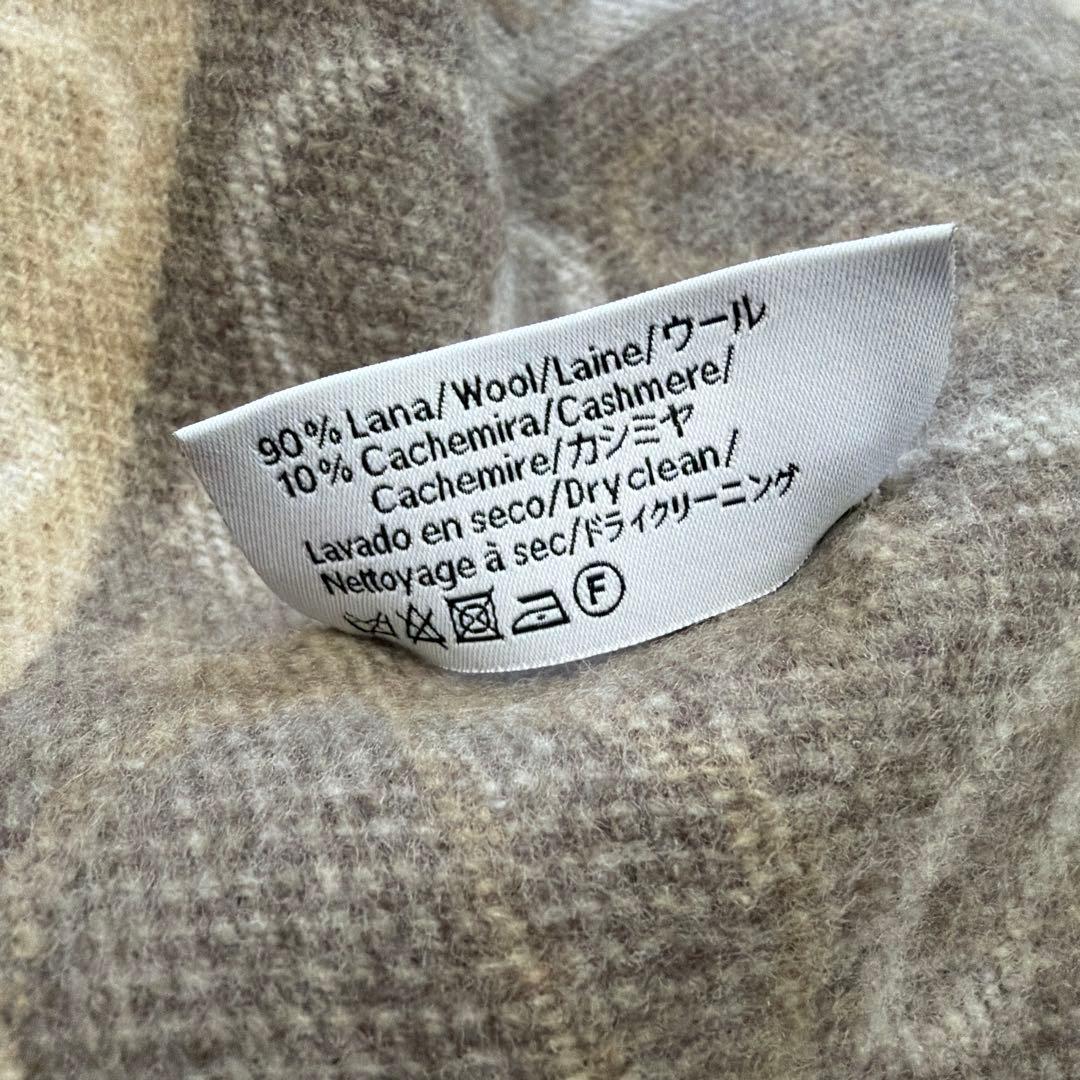 90% Lana/Wool/Laine/ウール
10% Cachemira/Cashmere/
Cachemire/カシミヤ
Lavado en seco/Dry clean/
Nettoyage à sec/ドライクリーニング
F